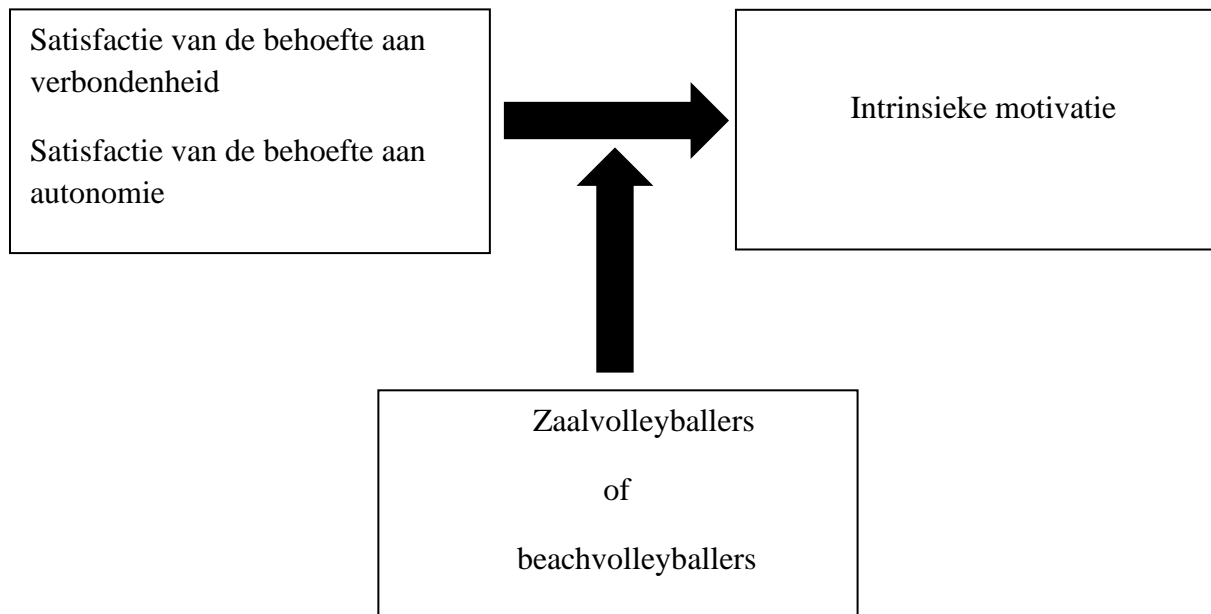 Satisfactie van de behoefte aan
verbondenheid
Satisfactie van de behoefte aan
autonomie
Intrinsieke motivatie
Zaalvolleyballers
of
beachvolleyballers